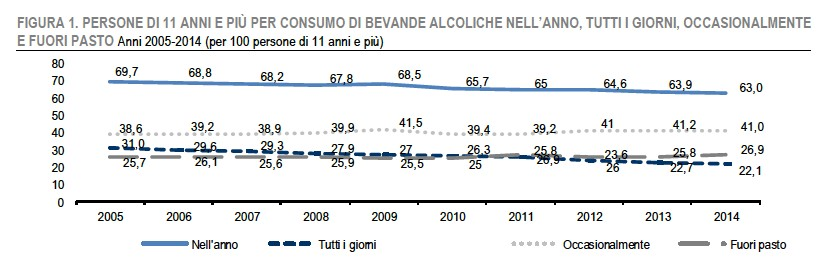 FIGURA 1. PERSONE DI 11 ANNI E PIÙ PER CONSUMO DI BEVANDE ALCOLICHE NELL'ANNO, TUTTI I GIORNI, OCCASIONALMENTE
E FUORI PASTO Anni 2005-2014 (per 100 persone di 11 anni e più)
80
70
60
50
40
30
20
10
0
69,7 68,8 68,2 67,8 68,5 65,7 65 64,6 63,9 63,0
38,6 39,2 38,9 39,9 41,5 39,4 39,2 41 41,2 41,0
31,0 29,6 29,3 27,9 27 26,3 25,8 23,6 25,8 26,9
25,7 26,1 25,6 25,9 25,5 25 26,9 26 22,7 22,1
2005 2006 2007 2008 2009 2010 2011 2012 2013 2014
Nell'anno Tutti i giorni Occasionalmente Fuori pasto